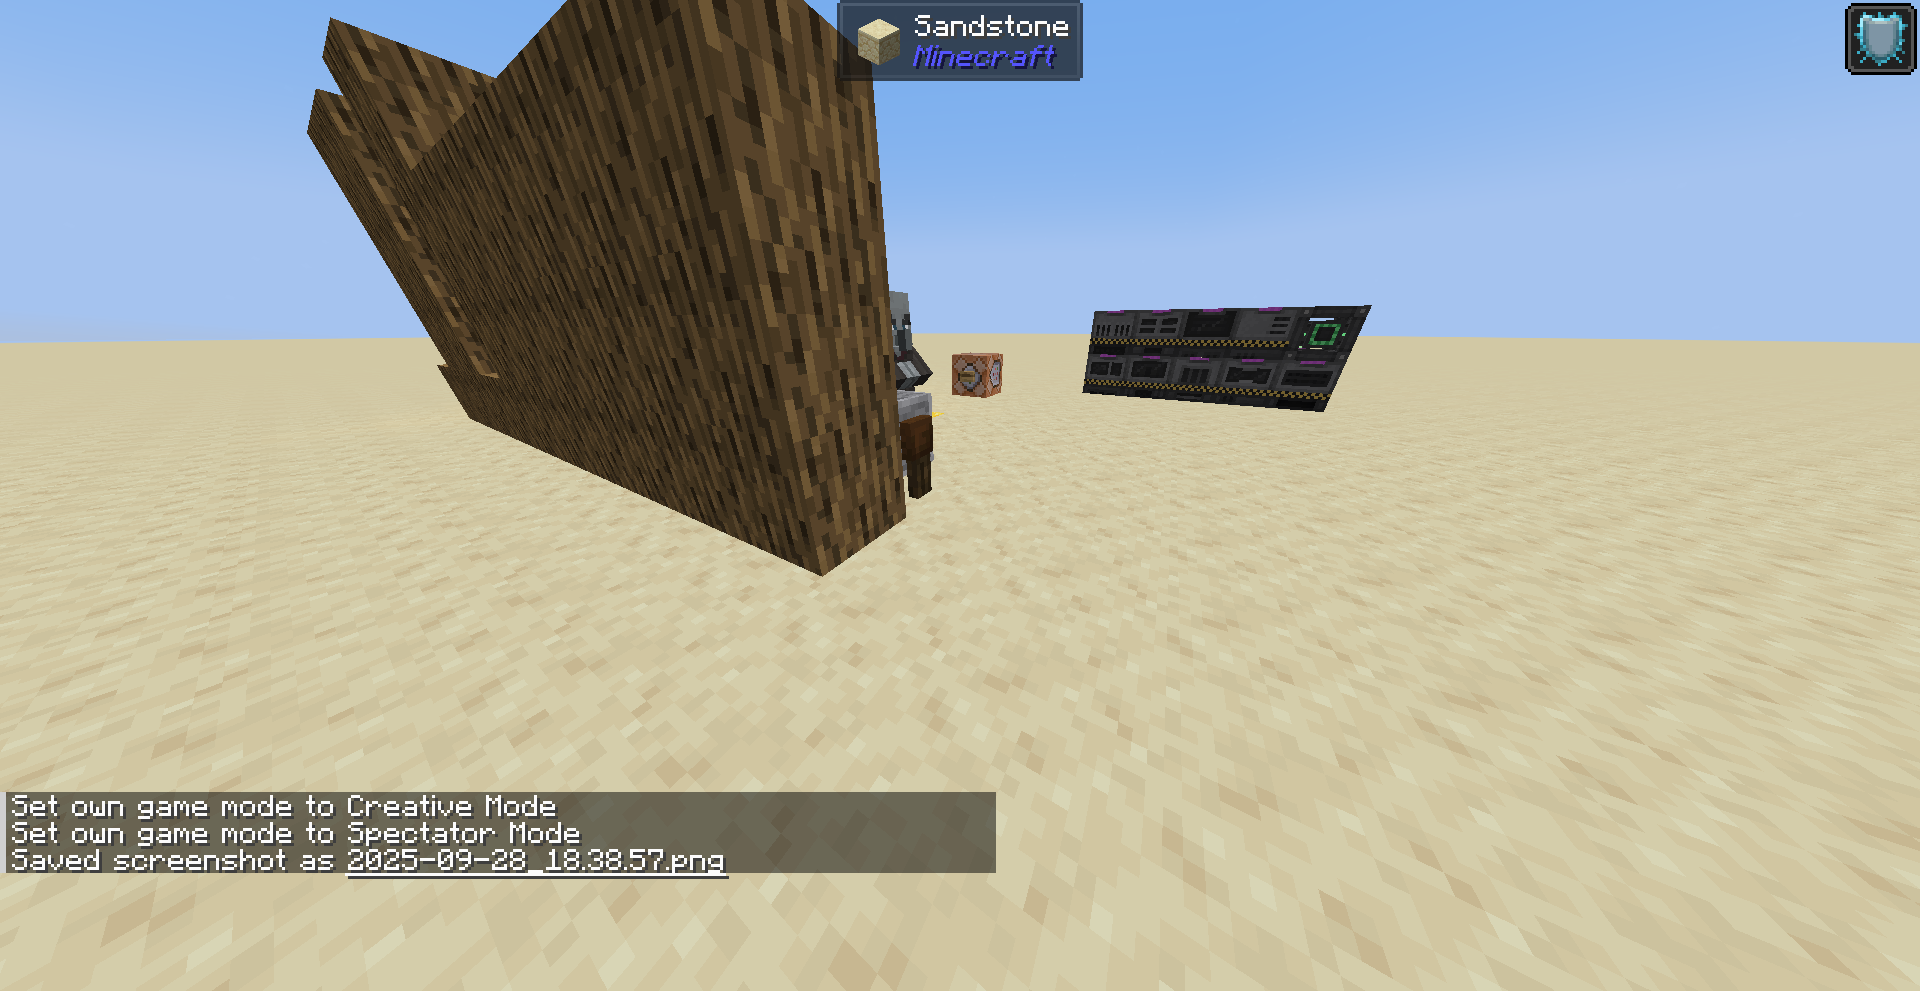 Sandstone
Minecraft
Set own game mode to Creative Mode
Set own game mode to Spectator Mode
Saved screenshot as 2025-09-28_18.38.57.png